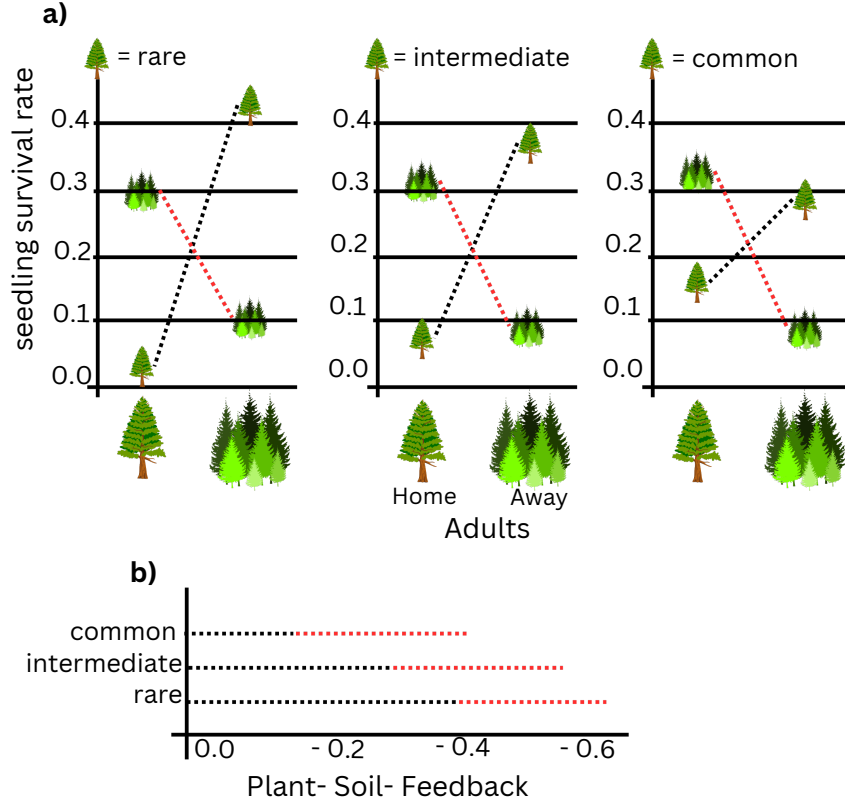 a)
= rare
= intermediate
= common
seedling survival rate
0.4
0.3
0.2
0.1
0.0
0.4
0.3
0.2
0.1
0.0
0.4
0.3
0.2
0.1
0.0
Home
Away
Adults
b)
common
intermediate
rare
0.0
- 0.2
- 0.4
- 0.6
Plant- Soil- Feedback